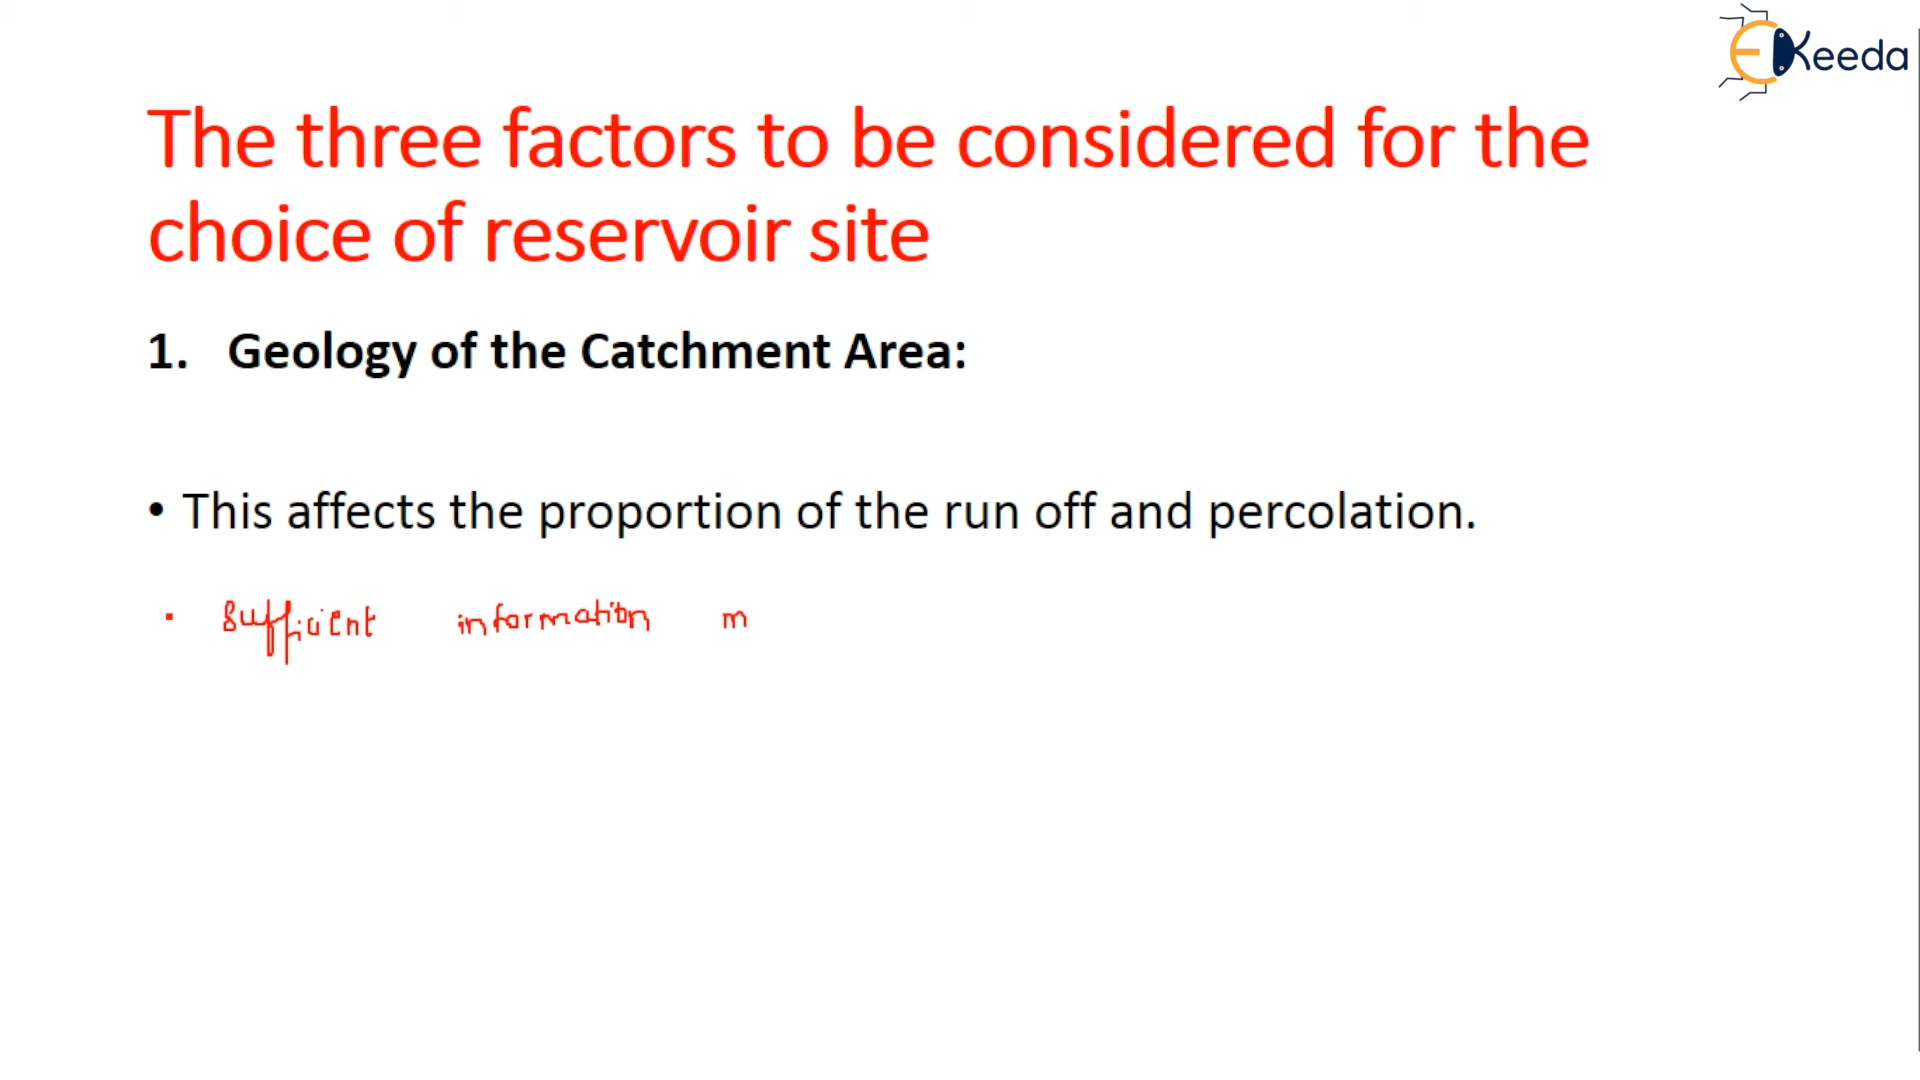 EKeeda
The three factors to be considered for the
choice of reservoir site
1. Geology of the Catchment Area:
• This affects the proportion of the run off and percolation.
• Sufficient information m